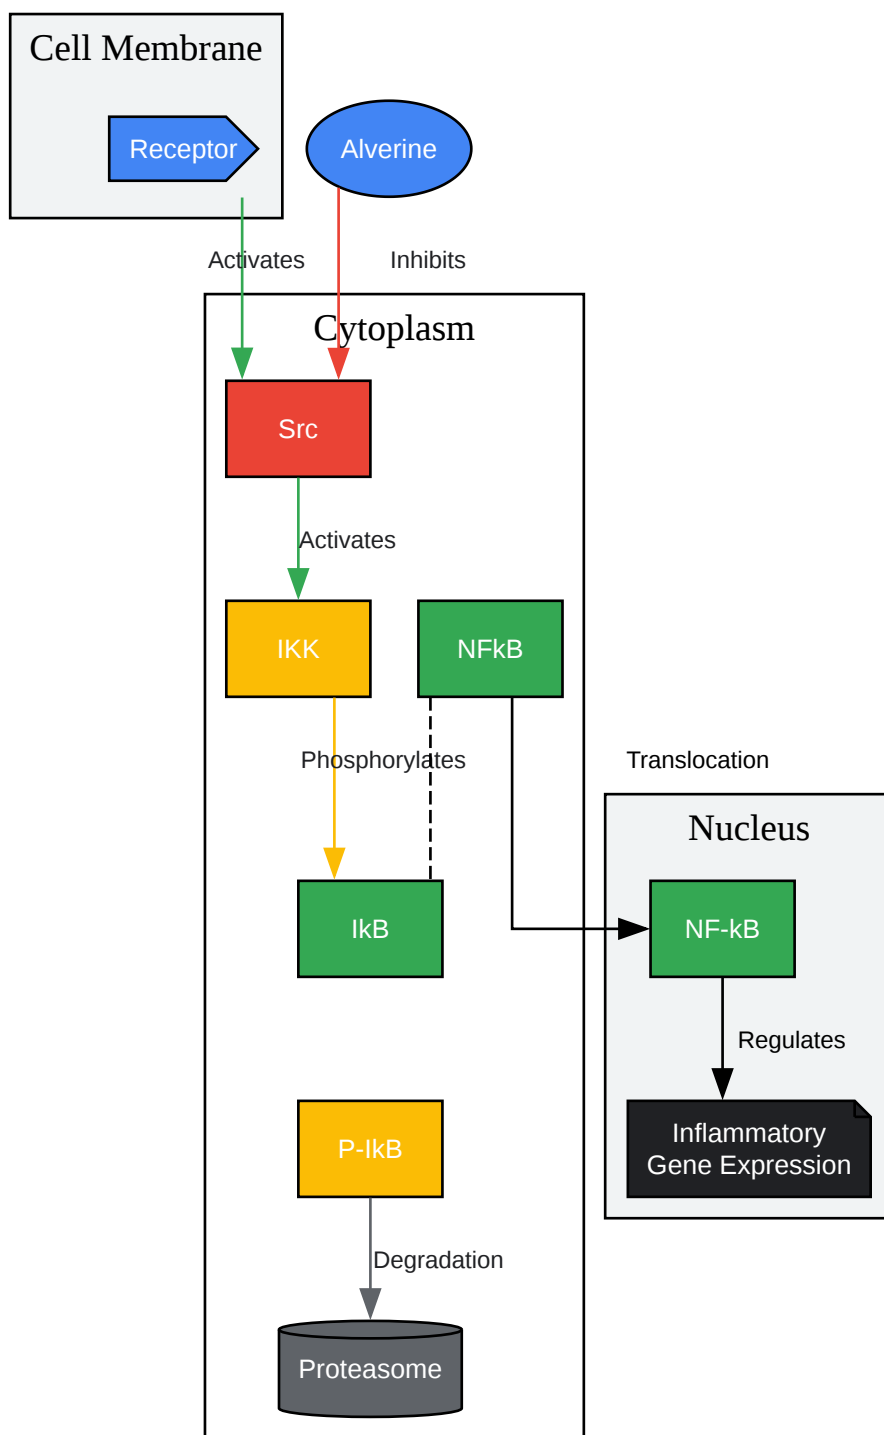 Cell Membrane
Receptor
Alverine
Activates
Inhibits
Cytoplasm
Src
Activates
IKK
NFkB
Phosphorylates
Translocation
Nucleus
IkB
NF-kB
Regulates
P-IkB
Inflammatory
Gene Expression
Degradation
Proteasome